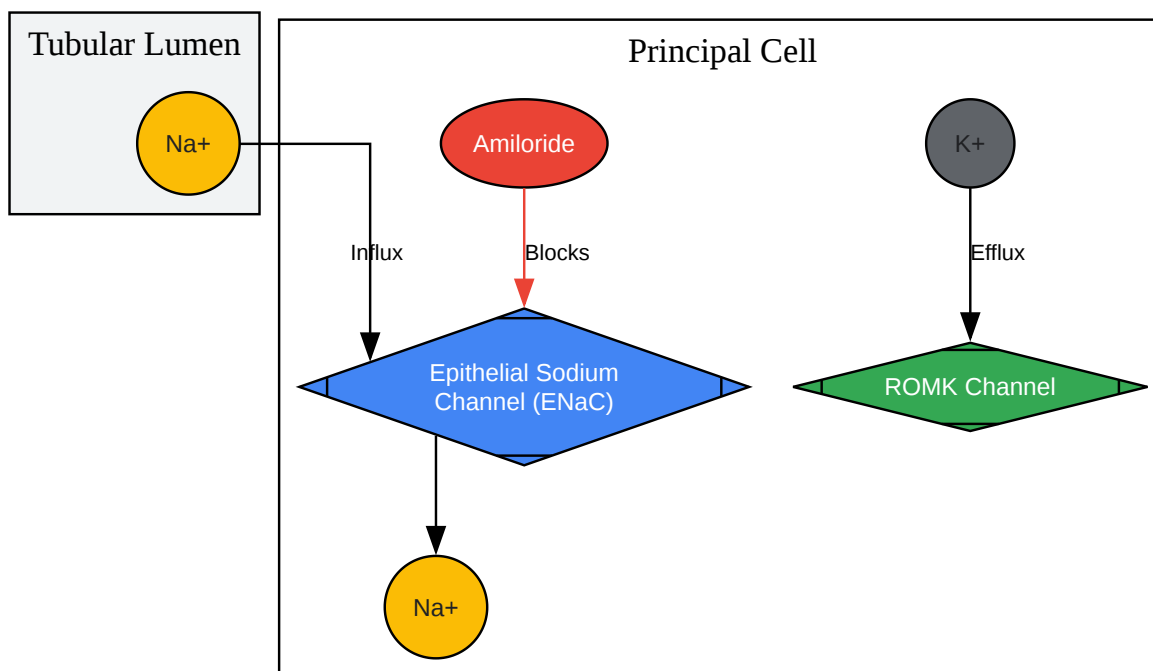 Tubular Lumen
Principal Cell
Na+
Amiloride
K+
Influx
Blocks
Efflux
Epithelial Sodium
Channel (ENaC)
ROMK Channel
Na+